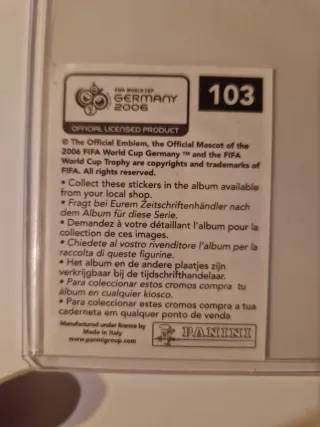 FIFA WORLD CUP
GERMANY
2006
OFFICIAL LICENSED PRODUCT
103
© The Official Emblem, the Official Mascot of the
2006 FIFA World Cup Germany ™ and the FIFA
World Cup Trophy are copyrights and trademarks of
FIFA. All rights reserved.
• Collect these stickers in the album available
from your local shop.
• Fragt bei Eurem Zeitschriftenhändler nach
dem Album für diese Serie.
• Demandez à votre détaillant l'album pour la
collection de ces images.
• Chiedete al vostro rivenditore l'album per la
raccolta di queste figurine.
• Het album en de andere plaatjes zijn
verkrijgbaar bij de tijdschrifthandelaar.
• Para coleccionar estos cromos compra tu
álbum en cualquier kiosco.
• Para coleccionar estes cromos compra a tua
caderneta em qualquer ponto de venda
Manufactured under licence by
Made in Italy
www.paninigroup.com
PANINI